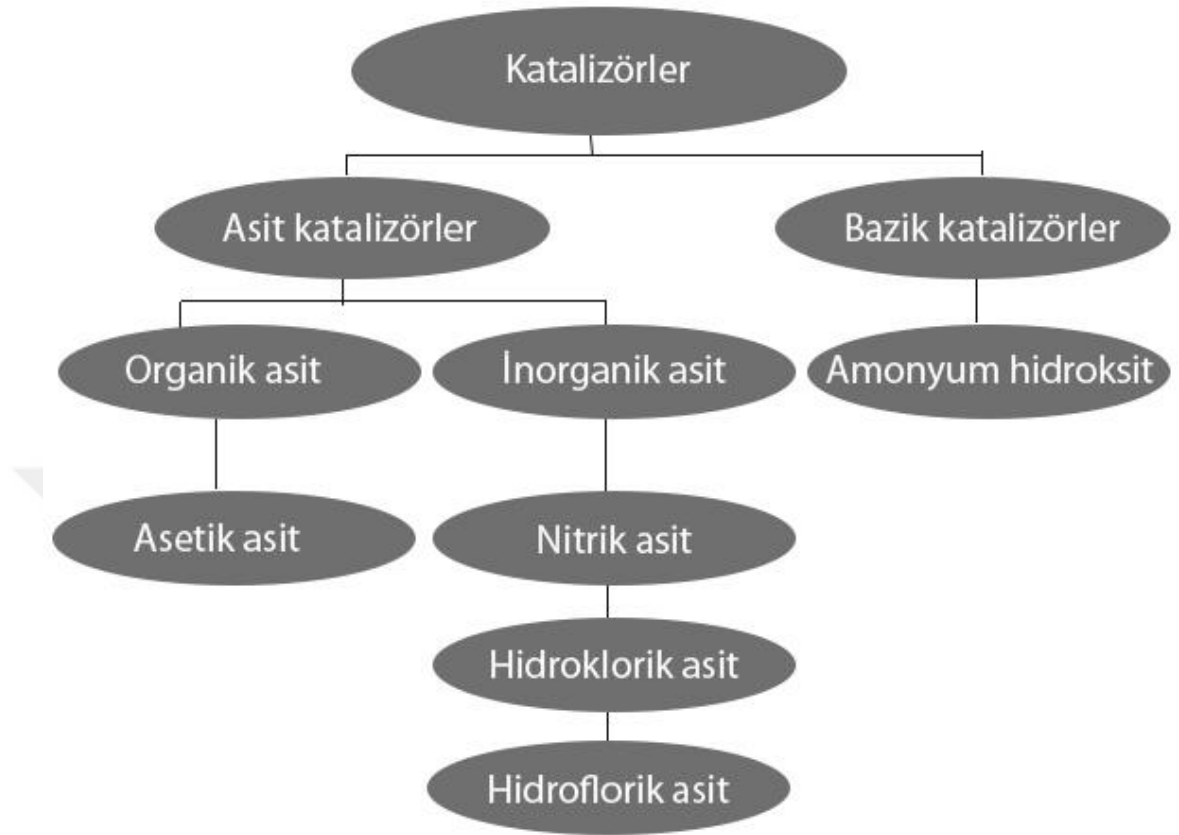 Katalizörler
Asit katalizörler
Bazik katalizörler
Organik asit
İnorganik asit
Amonyum hidroksit
Asetik asit
Nitrik asit
Hidroklorik asit
Hidroflorik asit